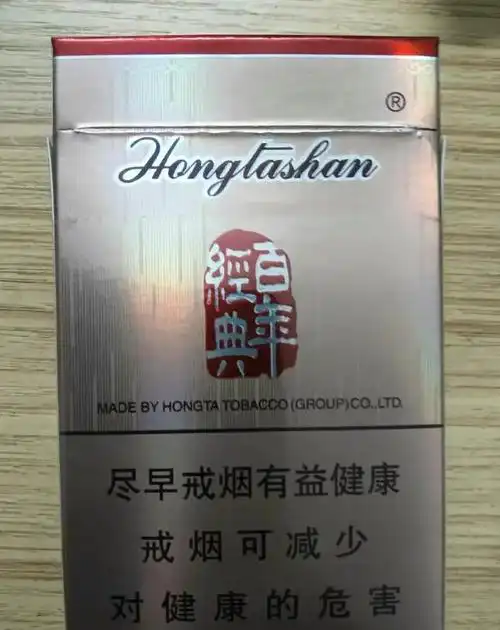 ®
Hongtashan
百年
經典
MADE BY HONGTA TOBACCO (GROUP) CO., LTD.
尽早戒烟有益健康
戒烟可减少
对健康的危害